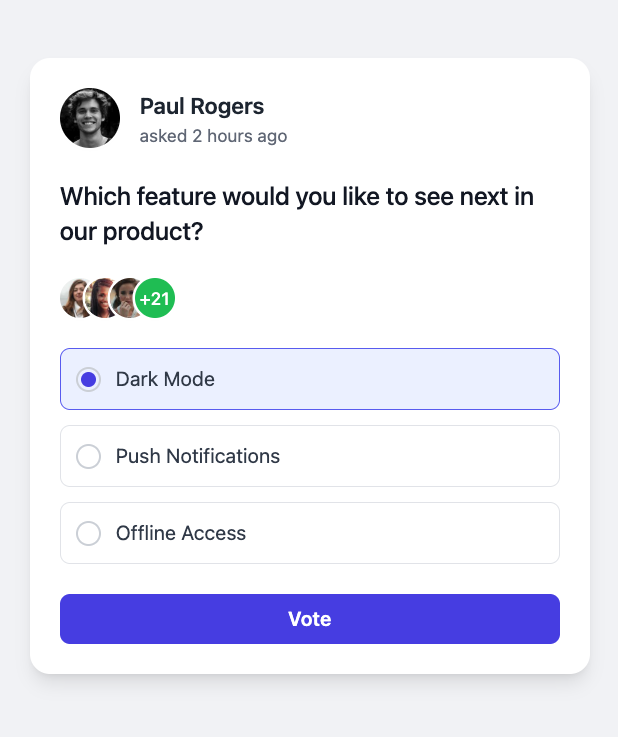 Paul Rogers
asked 2 hours ago
Which feature would you like to see next in
our product?
+21
Dark Mode
Push Notifications
Offline Access
Vote